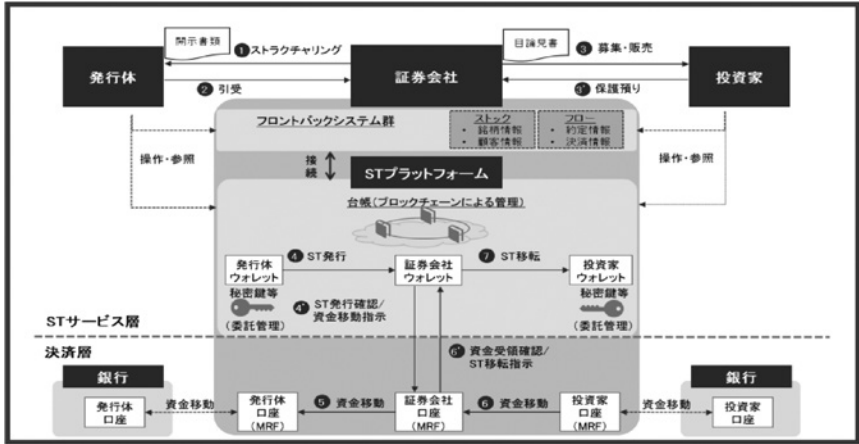 開示書類
❶ストラクチャリング
目論見書
❸ 募集・販売
発行体
証券会社
投資家
❷ 引受
❸' 保護預り
フロントバックシステム群
ストック
・ 銘柄情報
・ 顧客情報
フロー
・ 約定情報
・ 決済情報
操作・参照
接続
操作・参照
STプラットフォーム
台帳(ブロックチェーンによる管理)
発行体
ウォレット
❹ ST発行
証券会社
ウォレット
❼ ST移転
投資家
ウォレット
秘密鍵等
(委託管理)
❹' ST発行確認/
資金移動指示
秘密鍵等
(委託管理)
STサービス層
決済層
❻' 資金受領確認/
ST移転指示
銀行
発行体
口座
資金移動
発行体
口座
(MRF)
❺ 資金移動
証券会社
口座
(MRF)
❻ 資金移動
投資家
口座
(MRF)
資金移動
銀行
投資家
口座